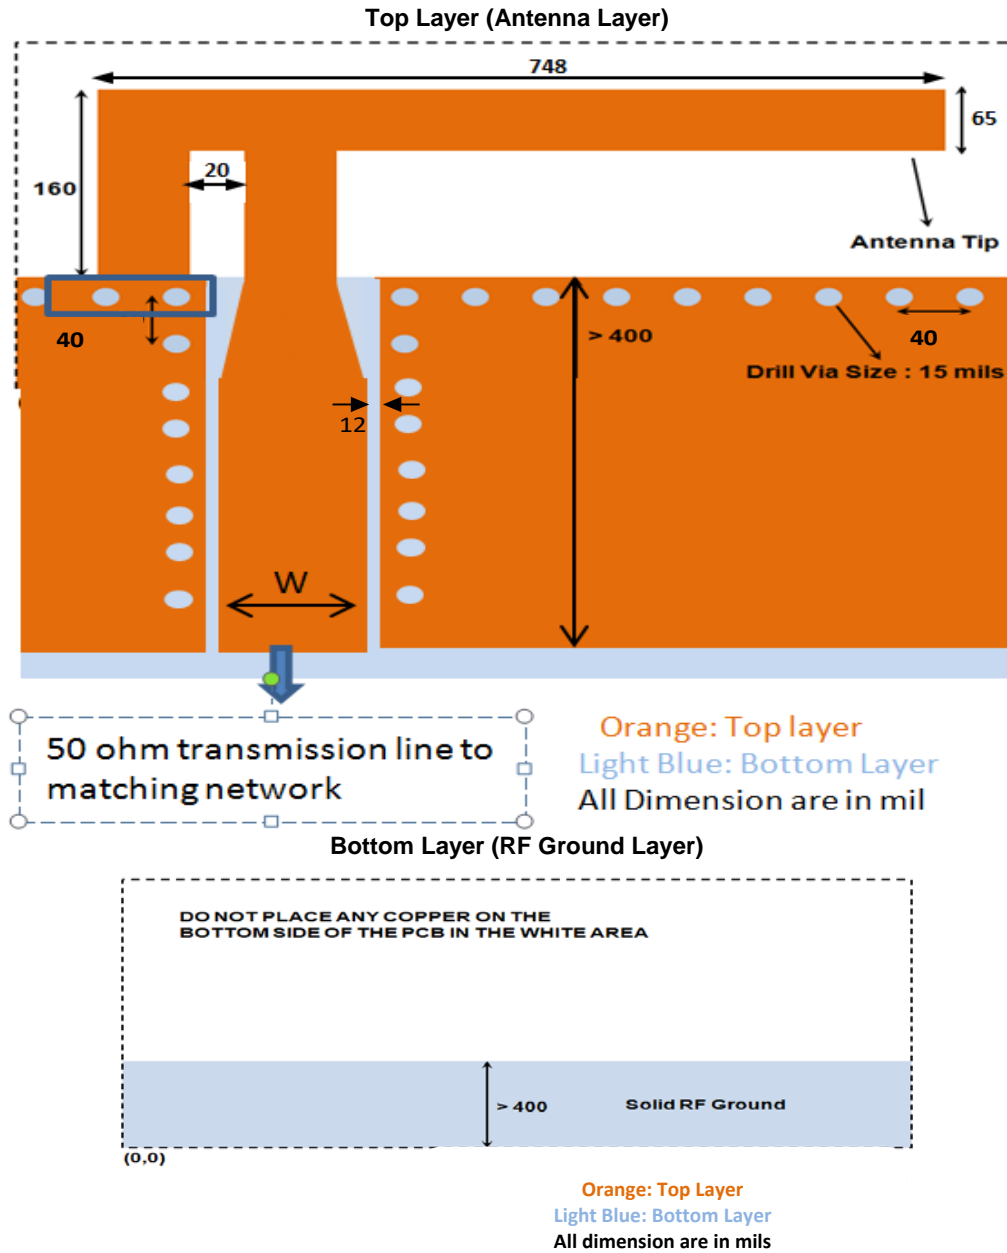 Top Layer (Antenna Layer)
748
65
20
160
Antenna Tip
40
> 400
40
Drill Via Size : 15 mils
12
W
50 ohm transmission line to
matching network
Orange: Top layer
Light Blue: Bottom Layer
All Dimension are in mil
Bottom Layer (RF Ground Layer)
DO NOT PLACE ANY COPPER ON THE
BOTTOM SIDE OF THE PCB IN THE WHITE AREA
> 400
Solid RF Ground
(0,0)
Orange: Top Layer
Light Blue: Bottom Layer
All dimension are in mils